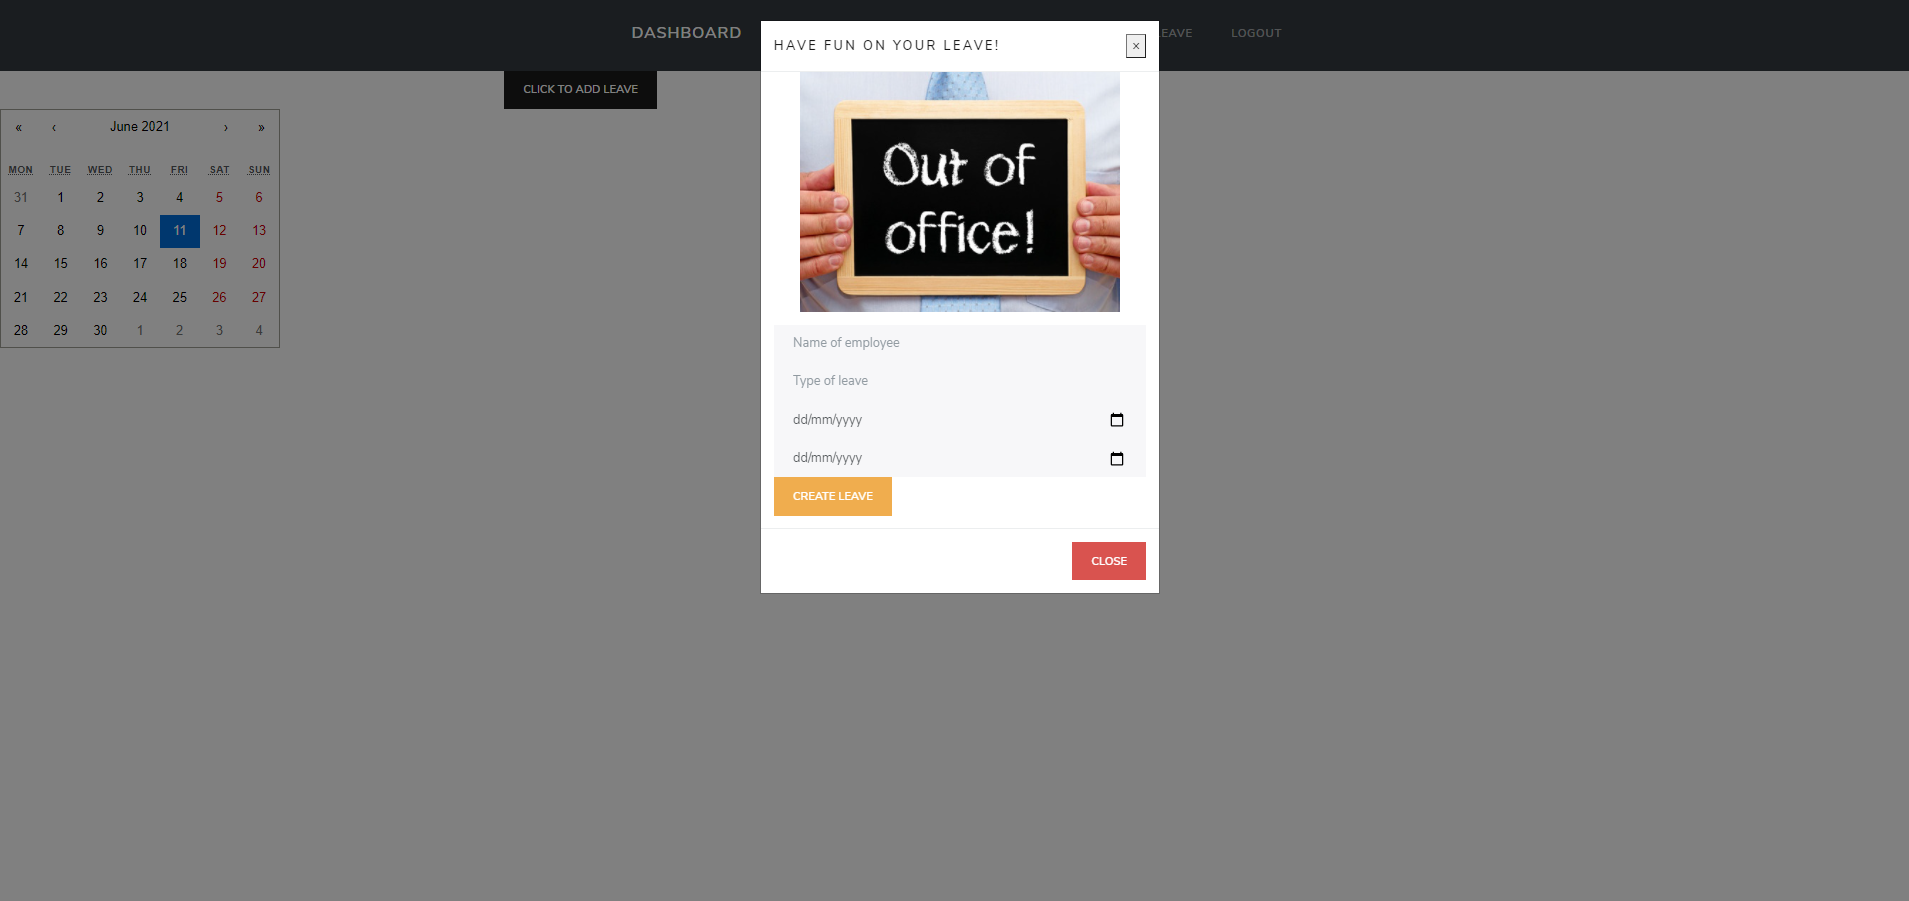 DASHBOARD
LEAVE
LOGOUT
CLICK TO ADD LEAVE
« ‹ June 2021 › »
MON TUE WED THU FRI SAT SUN
31 1 2 3 4 5 6
7 8 9 10 11 12 13
14 15 16 17 18 19 20
21 22 23 24 25 26 27
28 29 30 1 2 3 4
HAVE FUN ON YOUR LEAVE!
x
Out of
office!
Name of employee
Type of leave
dd/mm/yyyy
dd/mm/yyyy
CREATE LEAVE
CLOSE